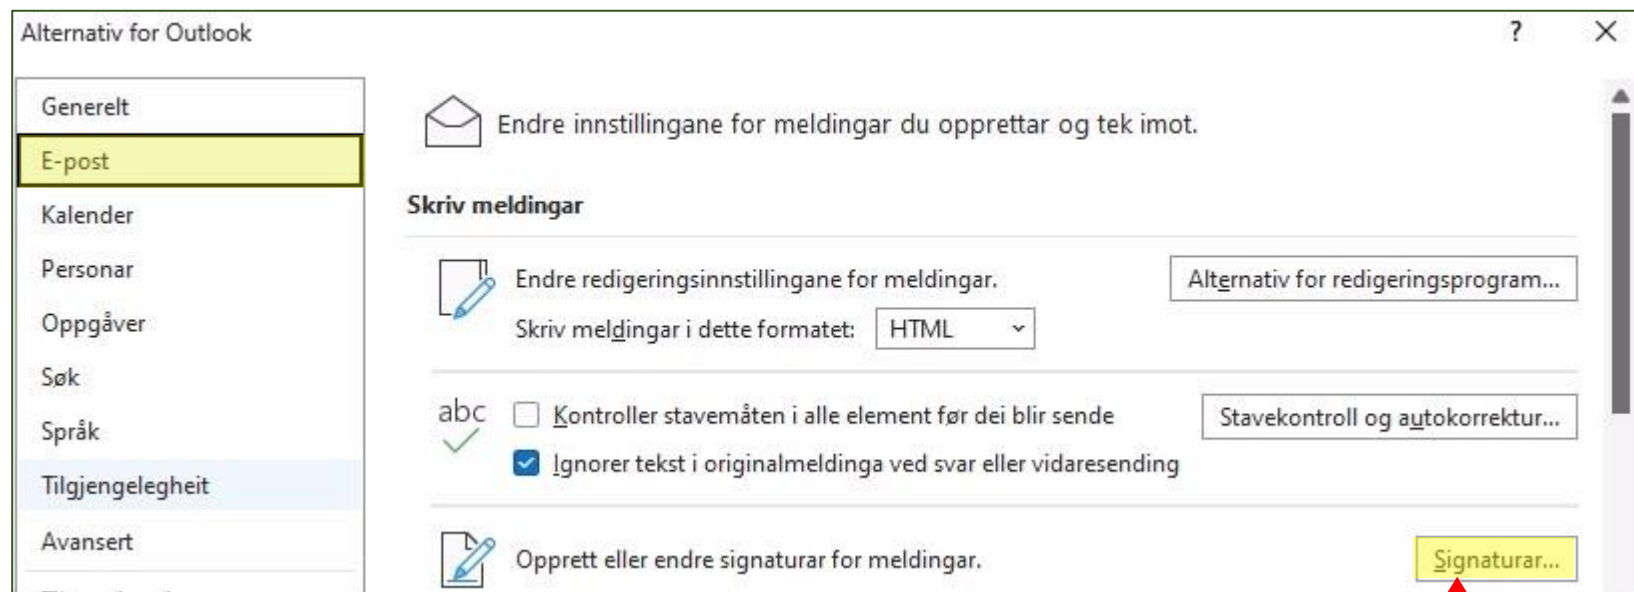 Alternativ for Outlook
?
Generelt
E-post
Kalender
Personar
Oppgåver
Søk
Språk
Tilgjengelegheit
Avansert
Endre innstillingane for meldingar du opprettar og tek imot.
Skriv meldingar
Endre redigeringsinnstillingane for meldingar.
Alternativ for redigeringsprogram...
Skriv meldingar i dette formatet: HTML
abc
Kontroller stavemåten i alle element før dei blir sende
Stavekontroll og autokorrektur...
Ignorer tekst i originalmeldinga ved svar eller vidaresending
Opprett eller endre signaturar for meldingar.
Signaturar...